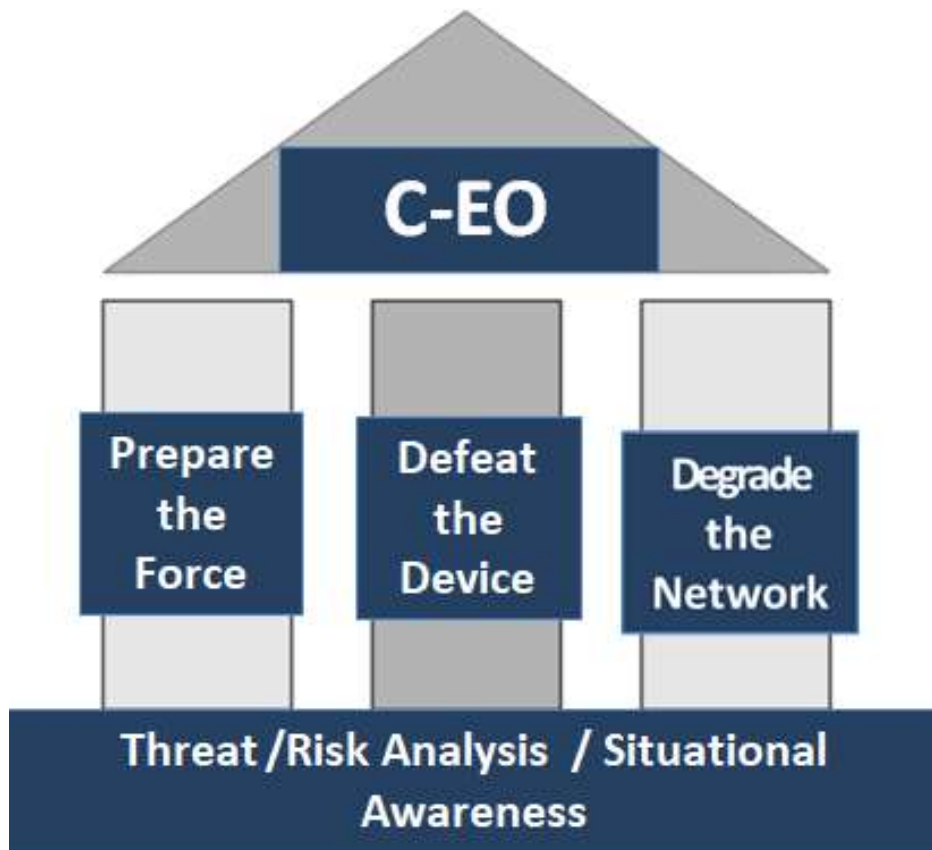 C-EO
Prepare
the
Force
Defeat
the
Device
Degrade
the
Network
Threat /Risk Analysis / Situational
Awareness